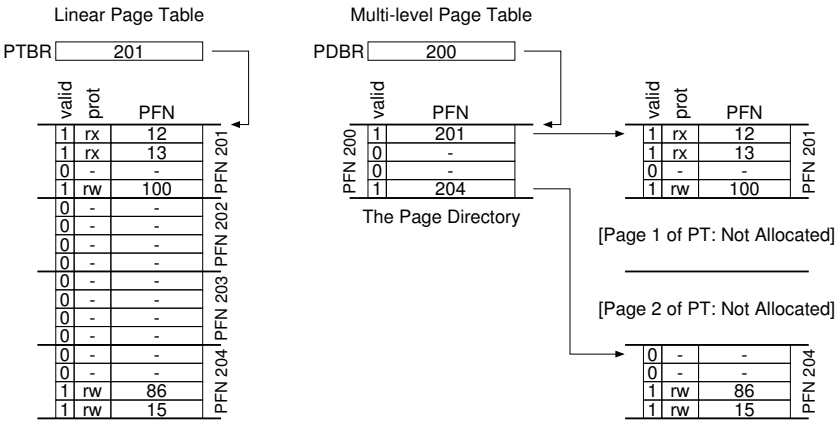 Linear Page Table
PTBR 201
valid prot PFN
1 rx 12
1 rx 13
0 - -
1 rw 100
PFN 201
0 - -
0 - -
0 - -
0 - -
PFN 202
0 - -
0 - -
0 - -
0 - -
PFN 203
0 - -
0 - -
1 rw 86
1 rw 15
PFN 204
Multi-level Page Table
PDBR 200
valid PFN
PFN 200
1 201
0 -
0 -
1 204
The Page Directory
valid prot PFN
1 rx 12
1 rx 13
0 - -
1 rw 100
PFN 201
[Page 1 of PT: Not Allocated]
[Page 2 of PT: Not Allocated]
0 - -
0 - -
1 rw 86
1 rw 15
PFN 204